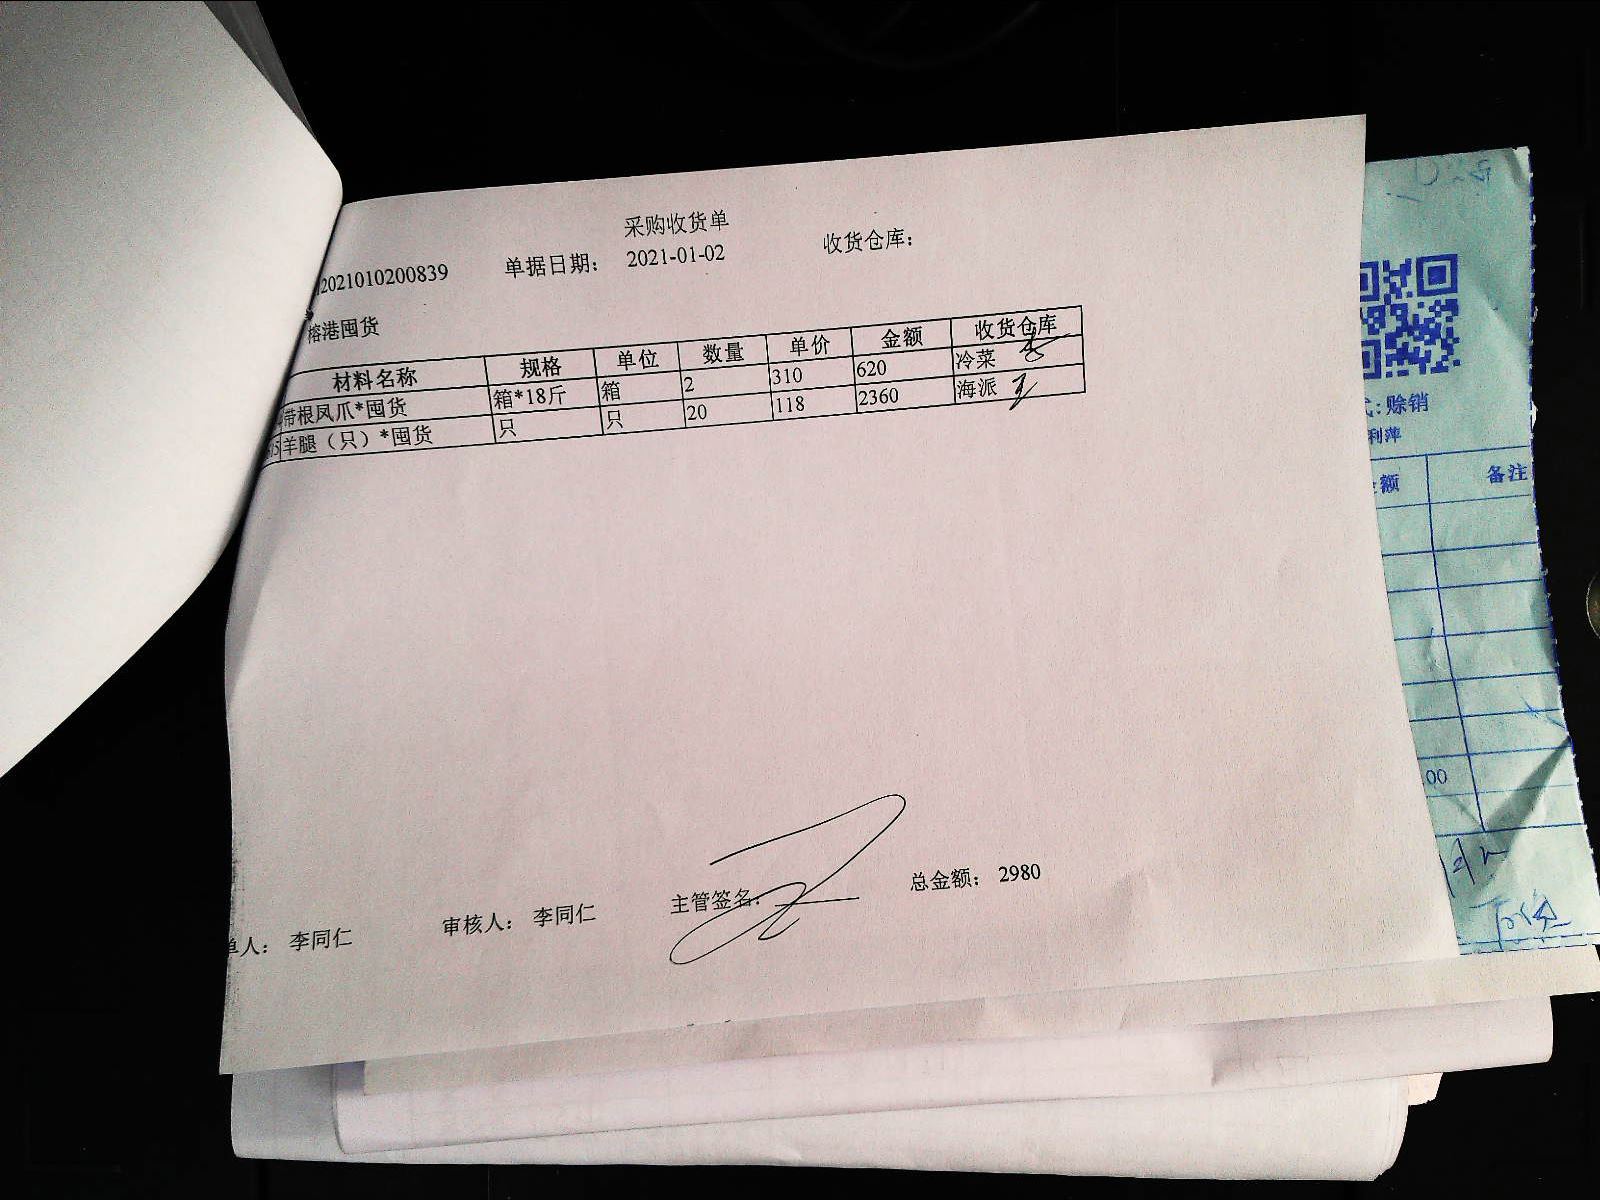 采购收货单
2021010200839 单据日期： 2021-01-02 收货仓库：
榕港囤货
材料名称 规格 单位 数量 单价 金额 收货仓库
带根凤爪*囤货 箱*18斤 箱 2 310 620 冷菜
羊腿（只）*囤货 只 只 20 118 2360 海派
单人： 李同仁 审核人： 李同仁 主管签名： 总金额： 2980
式:赊销
利萍
金额 备注
.00